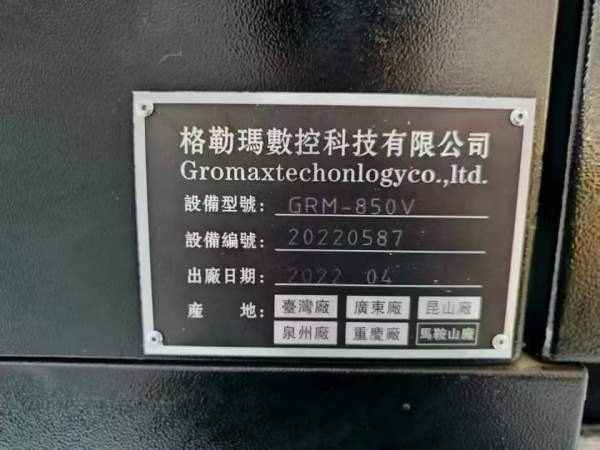 格勒瑪數控科技有限公司
Gromaxtechonlogyco.,ltd.
設備型號: GRM-850V
設備編號: 20220587
出廠日期: 2022 04
產 地: 臺灣廠 廣東廠 昆山廠
泉州廠 重慶廠 馬鞍山廠